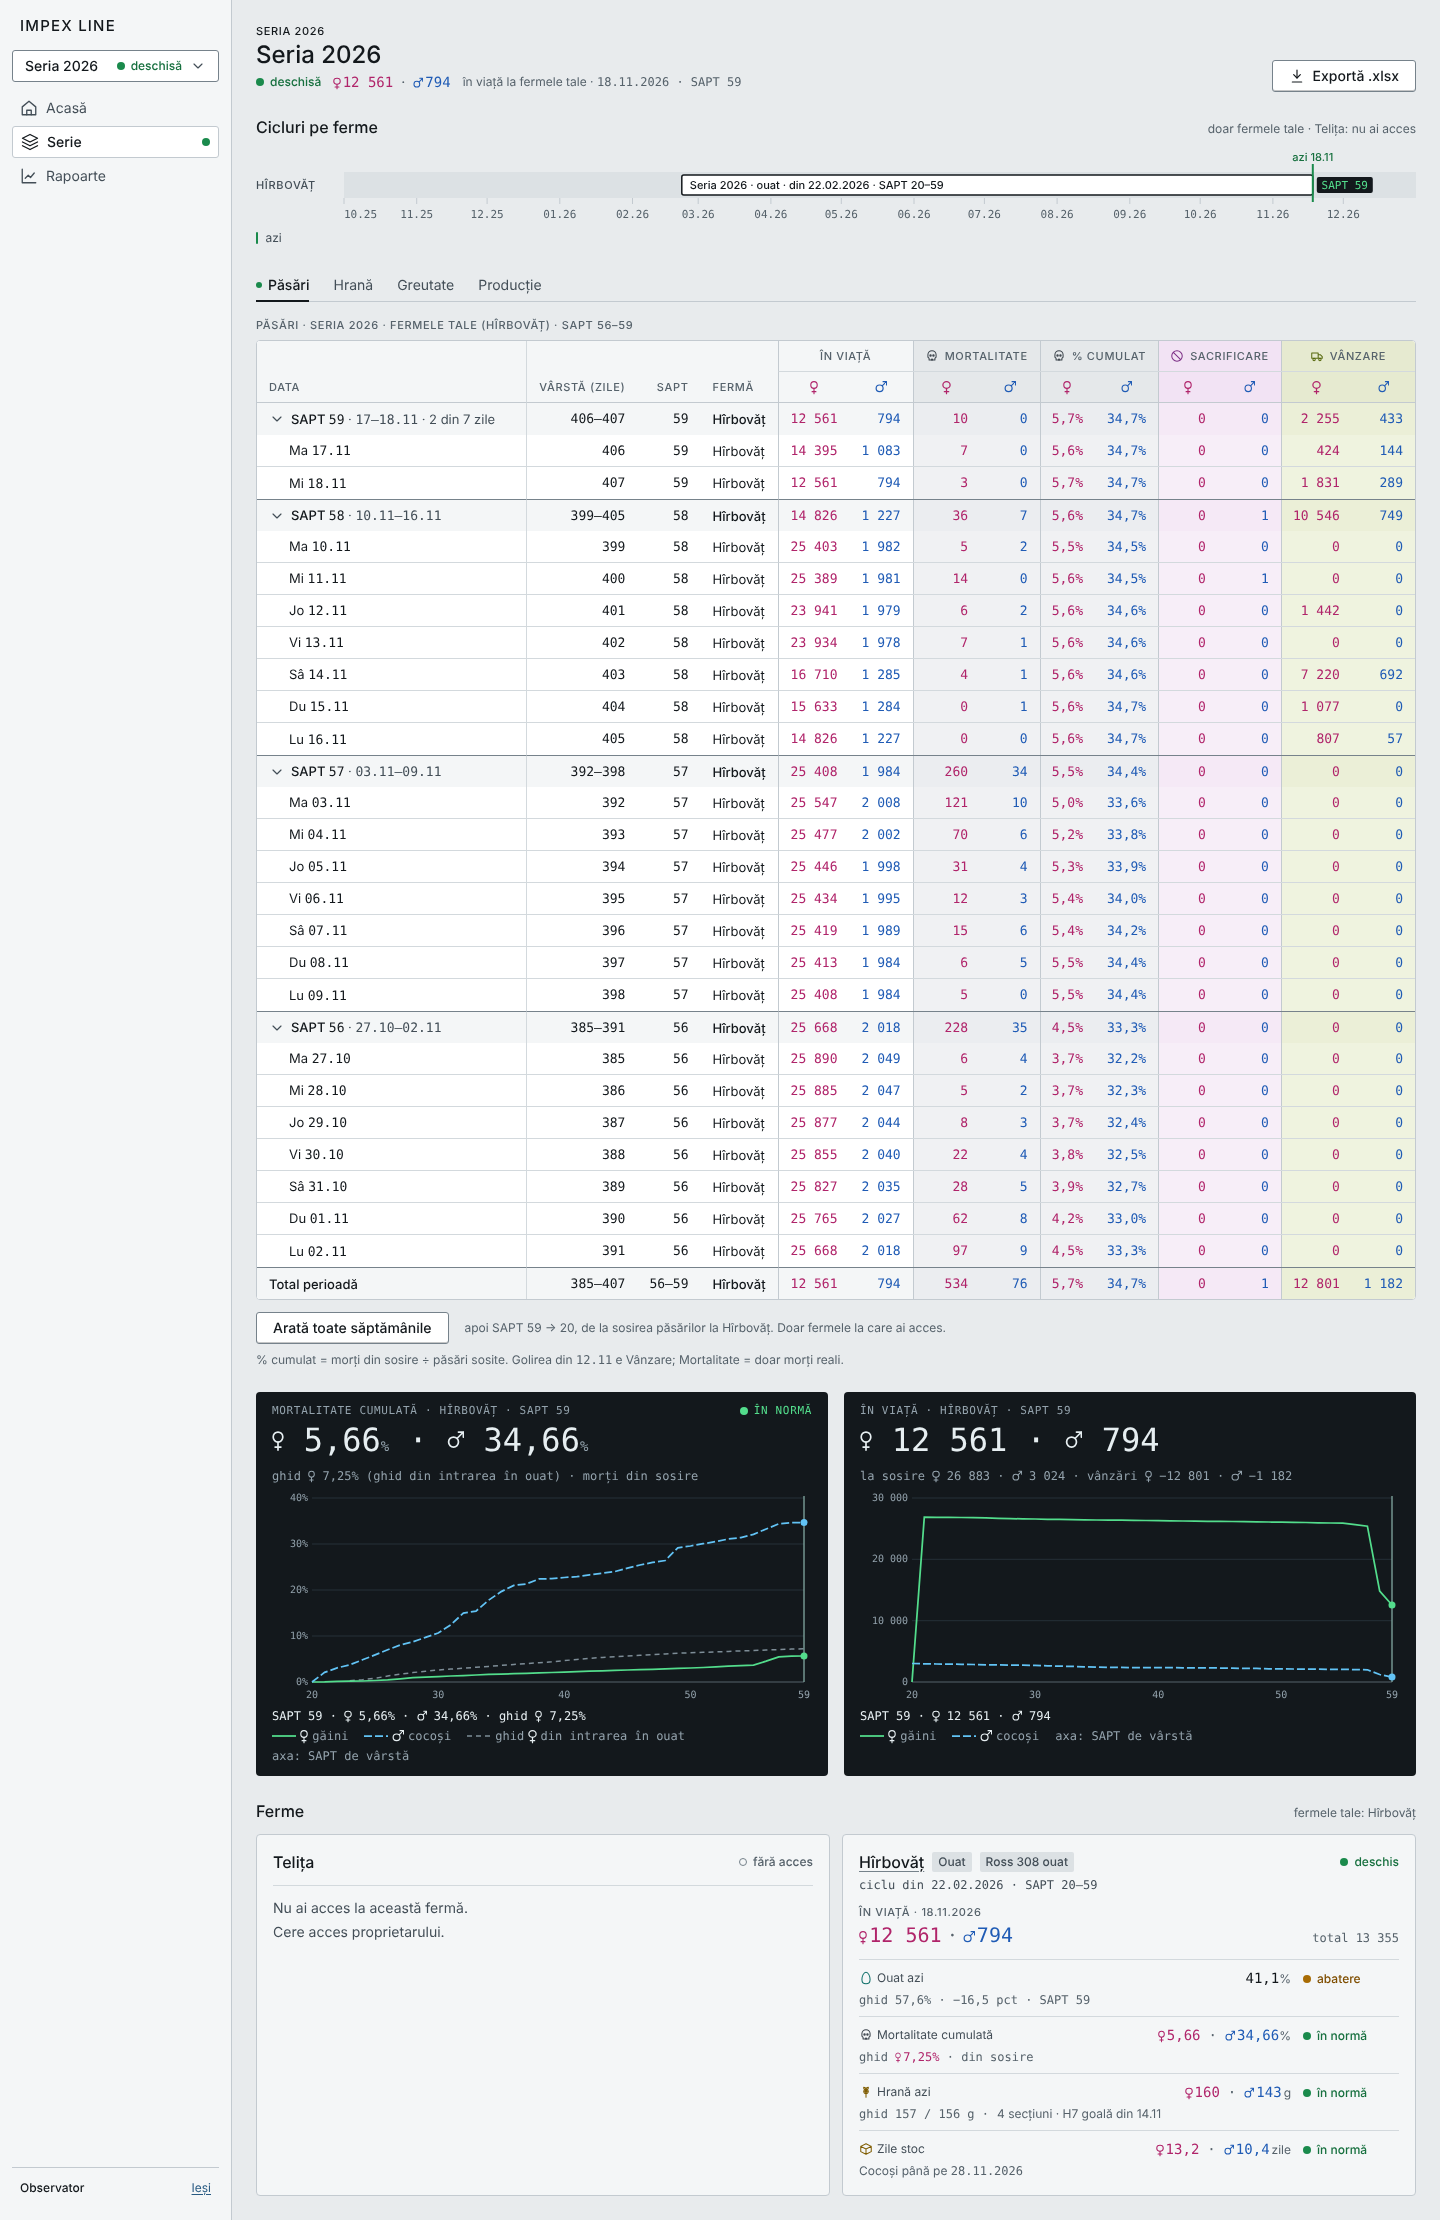 IMPEX LINE
Seria 2026 deschisă
Acasă
Serie
Rapoarte
Observator Ieși
SERIA 2026
Seria 2026
deschisă ♀12 561 · ♂794 în viață la fermele tale · 18.11.2026 · SAPT 59
Exportă .xlsx
Cicluri pe ferme
doar fermele tale · Telița: nu ai acces
azi 18.11
HÎRBOVĂȚ Seria 2026 · ouat · din 22.02.2026 · SAPT 20–59 SAPT 59
10.25 11.25 12.25 01.26 02.26 03.26 04.26 05.26 06.26 07.26 08.26 09.26 10.26 11.26 12.26
azi
Păsări Hrană Greutate Producție
PĂSĂRI · SERIA 2026 · FERMELE TALE (HÎRBOVĂȚ) · SAPT 56–59
ÎN VIAȚĂ MORTALITATE % CUMULAT SACRIFICARE VÂNZARE
DATA VÂRSTĂ (ZILE) SAPT FERMĂ ♀ ♂ ♀ ♂ ♀ ♂ ♀ ♂ ♀ ♂
SAPT 59 · 17–18.11 · 2 din 7 zile 406–407 59 Hîrbovăț 12 561 794 10 0 5,7% 34,7% 0 0 2 255 433
Ma 17.11 406 59 Hîrbovăț 14 395 1 083 7 0 5,6% 34,7% 0 0 424 144
Mi 18.11 407 59 Hîrbovăț 12 561 794 3 0 5,7% 34,7% 0 0 1 831 289
SAPT 58 · 10.11–16.11 399–405 58 Hîrbovăț 14 826 1 227 36 7 5,6% 34,7% 0 1 10 546 749
Ma 10.11 399 58 Hîrbovăț 25 403 1 982 5 2 5,5% 34,5% 0 0 0 0
Mi 11.11 400 58 Hîrbovăț 25 389 1 981 14 0 5,6% 34,5% 0 1 0 0
Jo 12.11 401 58 Hîrbovăț 23 941 1 979 6 2 5,6% 34,6% 0 0 1 442 0
Vi 13.11 402 58 Hîrbovăț 23 934 1 978 7 1 5,6% 34,6% 0 0 0 0
Sâ 14.11 403 58 Hîrbovăț 16 710 1 285 4 1 5,6% 34,6% 0 0 7 220 692
Du 15.11 404 58 Hîrbovăț 15 633 1 284 0 1 5,6% 34,7% 0 0 1 077 0
Lu 16.11 405 58 Hîrbovăț 14 826 1 227 0 0 5,6% 34,7% 0 0 807 57
SAPT 57 · 03.11–09.11 392–398 57 Hîrbovăț 25 408 1 984 260 34 5,5% 34,4% 0 0 0 0
Ma 03.11 392 57 Hîrbovăț 25 547 2 008 121 10 5,0% 33,6% 0 0 0 0
Mi 04.11 393 57 Hîrbovăț 25 477 2 002 70 6 5,2% 33,8% 0 0 0 0
Jo 05.11 394 57 Hîrbovăț 25 446 1 998 31 4 5,3% 33,9% 0 0 0 0
Vi 06.11 395 57 Hîrbovăț 25 434 1 995 12 3 5,4% 34,0% 0 0 0 0
Sâ 07.11 396 57 Hîrbovăț 25 419 1 989 15 6 5,4% 34,2% 0 0 0 0
Du 08.11 397 57 Hîrbovăț 25 413 1 984 6 5 5,5% 34,4% 0 0 0 0
Lu 09.11 398 57 Hîrbovăț 25 408 1 984 5 0 5,5% 34,4% 0 0 0 0
SAPT 56 · 27.10–02.11 385–391 56 Hîrbovăț 25 668 2 018 228 35 4,5% 33,3% 0 0 0 0
Ma 27.10 385 56 Hîrbovăț 25 890 2 049 6 4 3,7% 32,2% 0 0 0 0
Mi 28.10 386 56 Hîrbovăț 25 885 2 047 5 2 3,7% 32,3% 0 0 0 0
Jo 29.10 387 56 Hîrbovăț 25 877 2 044 8 3 3,7% 32,4% 0 0 0 0
Vi 30.10 388 56 Hîrbovăț 25 855 2 040 22 4 3,8% 32,5% 0 0 0 0
Sâ 31.10 389 56 Hîrbovăț 25 827 2 035 28 5 3,9% 32,7% 0 0 0 0
Du 01.11 390 56 Hîrbovăț 25 765 2 027 62 8 4,2% 33,0% 0 0 0 0
Lu 02.11 391 56 Hîrbovăț 25 668 2 018 97 9 4,5% 33,3% 0 0 0 0
Total perioadă 385–407 56–59 Hîrbovăț 12 561 794 534 76 5,7% 34,7% 0 1 12 801 1 182
Arată toate săptămânile apoi SAPT 59 → 20, de la sosirea păsărilor la Hîrbovăț. Doar fermele la care ai acces.
% cumulat = morți din sosire ÷ păsări sosite. Golirea din 12.11 e Vânzare; Mortalitate = doar morți reali.
MORTALITATE CUMULATĂ · HÎRBOVĂȚ · SAPT 59 ÎN NORMĂ
♀ 5,66% · ♂ 34,66%
ghid ♀ 7,25% (ghid din intrarea în ouat) · morți din sosire
40%
30%
20%
10%
0%
20 30 40 50 59
SAPT 59 · ♀ 5,66% · ♂ 34,66% · ghid ♀ 7,25%
♀ găini ♂ cocoși ghid ♀ din intrarea în ouat
axa: SAPT de vârstă
ÎN VIAȚĂ · HÎRBOVĂȚ · SAPT 59
♀ 12 561 · ♂ 794
la sosire ♀ 26 883 · ♂ 3 024 · vânzări ♀ −12 801 · ♂ −1 182
30 000
20 000
10 000
0
20 30 40 50 59
SAPT 59 · ♀ 12 561 · ♂ 794
♀ găini ♂ cocoși axa: SAPT de vârstă
Ferme
fermele tale: Hîrbovăț
Telița fără acces
Nu ai acces la această fermă.
Cere acces proprietarului.
Hîrbovăț Ouat Ross 308 ouat deschis
ciclu din 22.02.2026 · SAPT 20–59
ÎN VIAȚĂ · 18.11.2026
♀12 561 · ♂794 total 13 355
Ouat azi 41,1% abatere
ghid 57,6% · −16,5 pct · SAPT 59
Mortalitate cumulată ♀5,66 · ♂34,66% în normă
ghid ♀7,25% · din sosire
Hrană azi ♀160 · ♂143 g în normă
ghid 157 / 156 g · 4 secțiuni · H7 goală din 14.11
Zile stoc ♀13,2 · ♂10,4 zile în normă
Cocoși până pe 28.11.2026